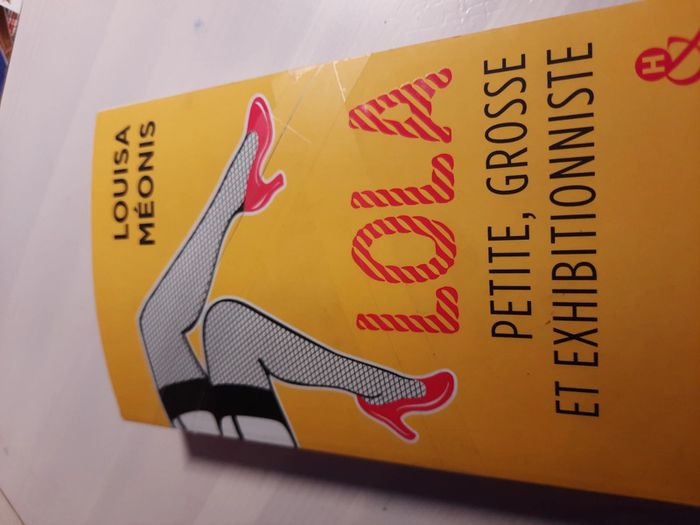 LOUISA
MÉONIS
LOLA
PETITE, GROSSE
ET EXHIBITIONNISTE
H
&